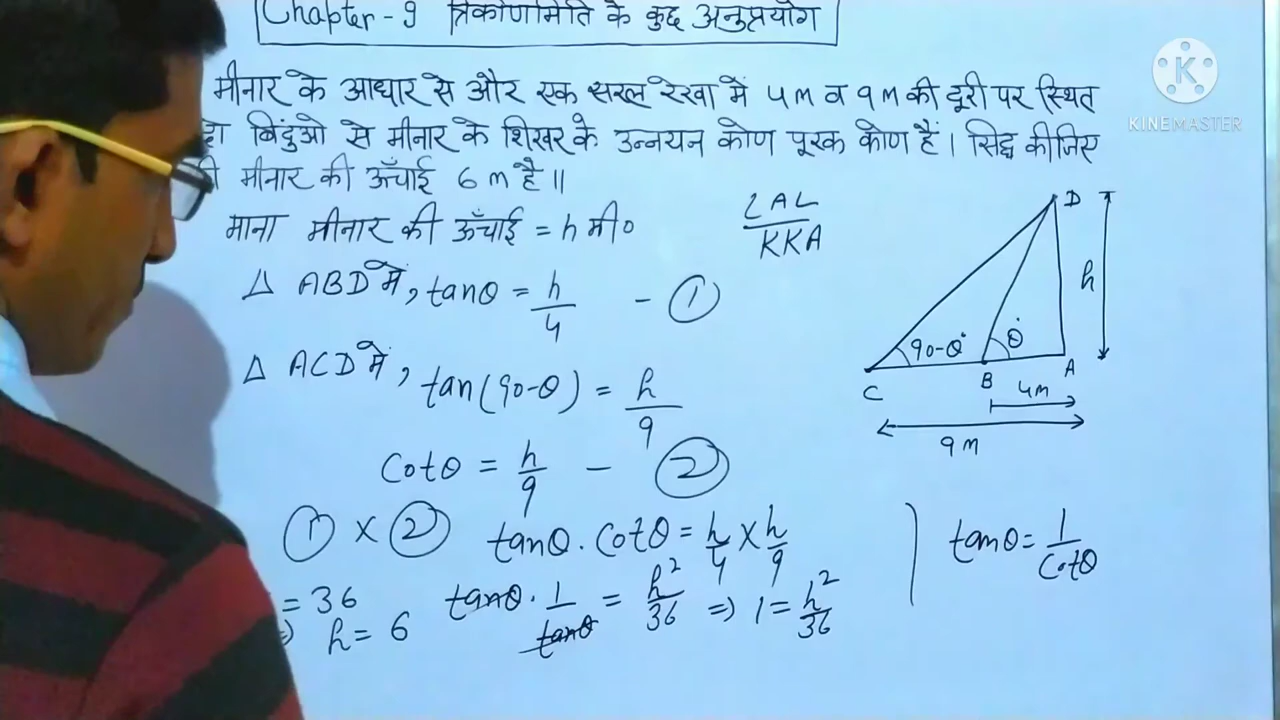 Chapter-9 त्रिकोणमिति के कुछ अनुप्रयोग
मीनार के आधार से और एक सरल रेखा में 4m व 9m की दूरी पर स्थित
बिंदुओ से मीनार के शिखर के उन्नयन कोण पूरक कोण हैं। सिद्ध कीजिए
मीनार की ऊँचाई 6 m है॥
माना मीनार की ऊँचाई = h मी०
LAL
KKA
△ ABD में, tanθ = h/4 - ①
△ ACD में, tan(90-θ) = h/9
Cotθ = h/9 - ②
① × ② tanθ. Cotθ = h/4 × h/9
= 36 tanθ. 1/tanθ = h²/36 ⇒ 1 = h²/36
⇒ h = 6
tanθ = 1/Cotθ
D
h
90-θ° θ°
C B A
4m
9 m
KINEMASTER